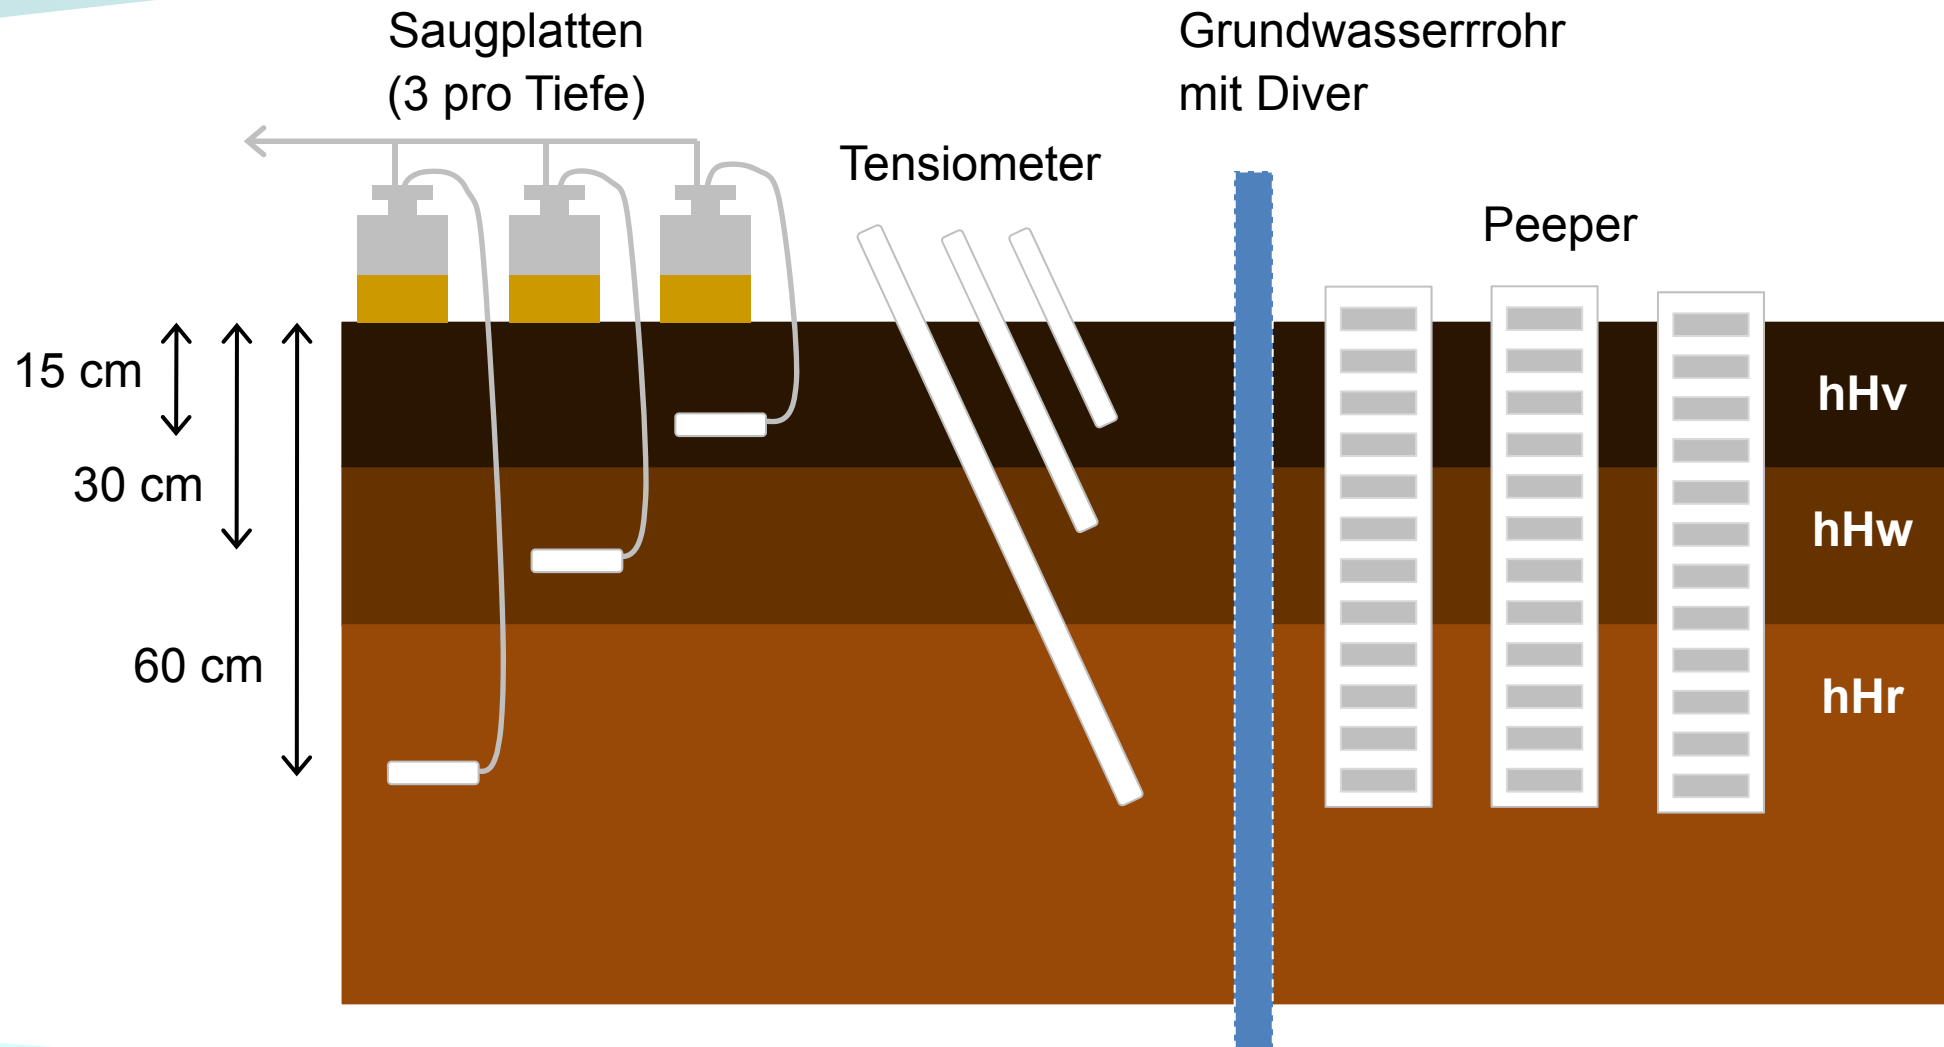 Saugplatten
(3 pro Tiefe)
Grundwasserrrohr
mit Diver
Tensiometer
Peeper
15 cm
30 cm
60 cm
hHv
hHw
hHr